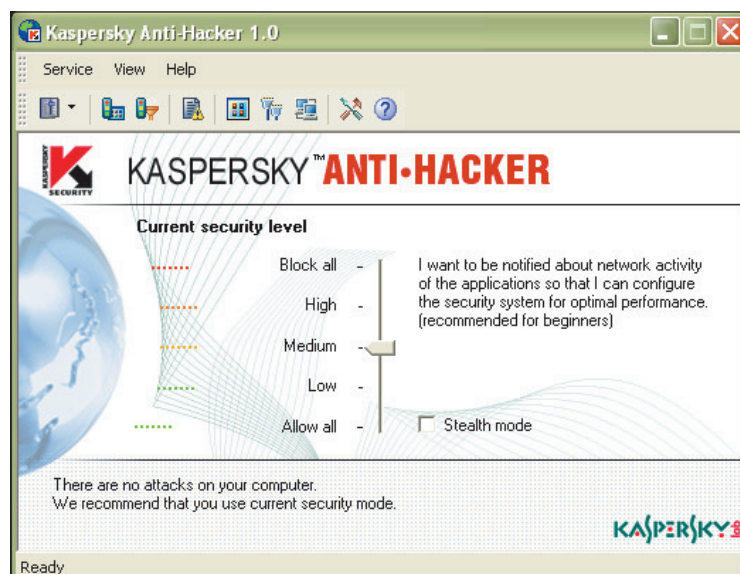 Kaspersky Anti-Hacker 1.0
Service View Help
KASPERSKY SECURITY
KASPERSKY™ ANTI•HACKER
Current security level
Block all
High
Medium
Low
Allow all
I want to be notified about network activity
of the applications so that I can configure
the security system for optimal performance.
(recommended for beginners)
Stealth mode
There are no attacks on your computer.
We recommend that you use current security mode.
KASPERSKY lab
Ready